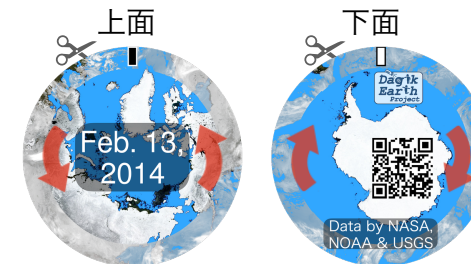 上面
下面
Feb. 13,
2014
Dagik
Earth
Project
Data by NASA,
NOAA & USGS